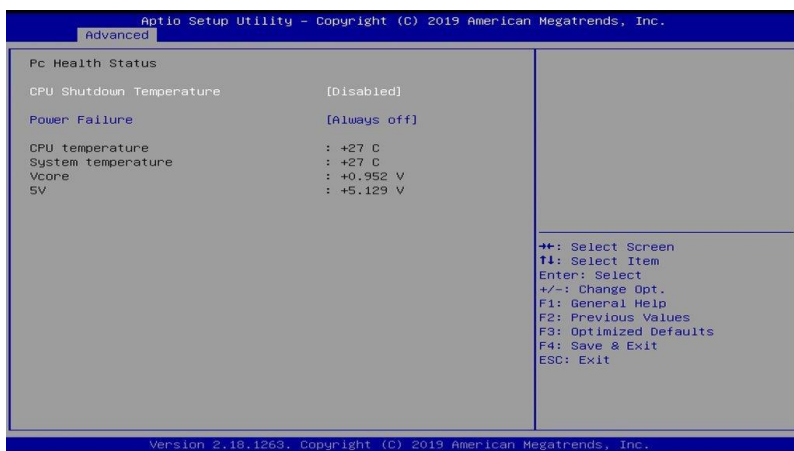 Aptio Setup Utility – Copyright (C) 2019 American Megatrends, Inc.
Advanced
Pc Health Status
CPU Shutdown Temperature [Disabled]
Power Failure [Always off]
CPU temperature : +27 C
System temperature : +27 C
Vcore : +0.952 V
5V : +5.129 V
→←: Select Screen
↑↓: Select Item
Enter: Select
+/-: Change Opt.
F1: General Help
F2: Previous Values
F3: Optimized Defaults
F4: Save & Exit
ESC: Exit
Version 2.18.1263. Copyright (C) 2019 American Megatrends, Inc.